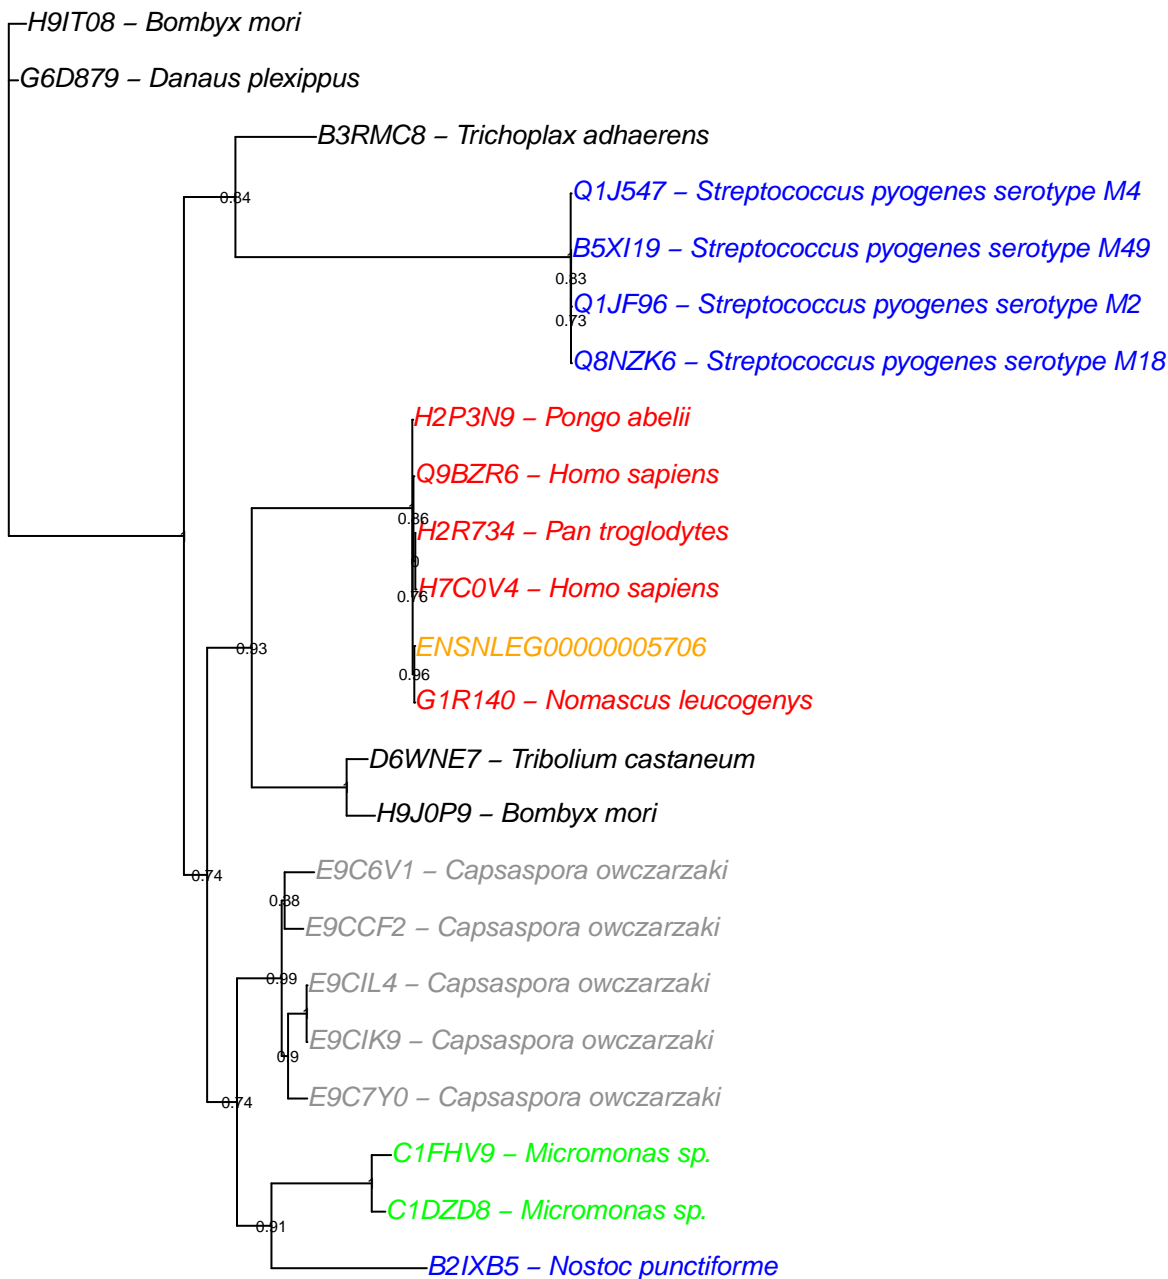 H9IT08 – Bombyx mori
G6D879 – Danaus plexippus
B3RMC8 – Trichoplax adhaerens
Q1J547 – Streptococcus pyogenes serotype M4
0.84
B5XI19 – Streptococcus pyogenes serotype M49
0.83
Q1JF96 – Streptococcus pyogenes serotype M2
0.73
Q8NZK6 – Streptococcus pyogenes serotype M18
H2P3N9 – Pongo abelii
Q9BZR6 – Homo sapiens
0.86
H2R734 – Pan troglodytes
0
H7C0V4 – Homo sapiens
0.76
ENSNLEG00000005706
0.93
0.96
G1R140 – Nomascus leucogenys
D6WNE7 – Tribolium castaneum
1
H9J0P9 – Bombyx mori
E9C6V1 – Capsaspora owczarzaki
0.74
0.88
E9CCF2 – Capsaspora owczarzaki
0.99
E9CIL4 – Capsaspora owczarzaki
E9CIK9 – Capsaspora owczarzaki
0.9
E9C7Y0 – Capsaspora owczarzaki
0.74
C1FHV9 – Micromonas sp.
1
C1DZD8 – Micromonas sp.
0.91
B2IXB5 – Nostoc punctiforme